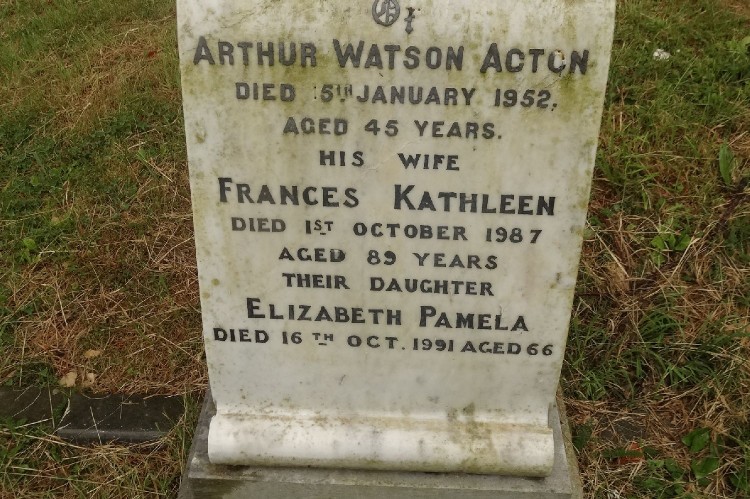 Of
ARTHUR WATSON ACTON
DIED 5TH JANUARY 1952,
AGED 45 YEARS.
HIS WIFE
FRANCES KATHLEEN
DIED 1ST OCTOBER 1987
AGED 89 YEARS
THEIR DAUGHTER
ELIZABETH PAMELA
DIED 16TH OCT. 1991 AGED 66